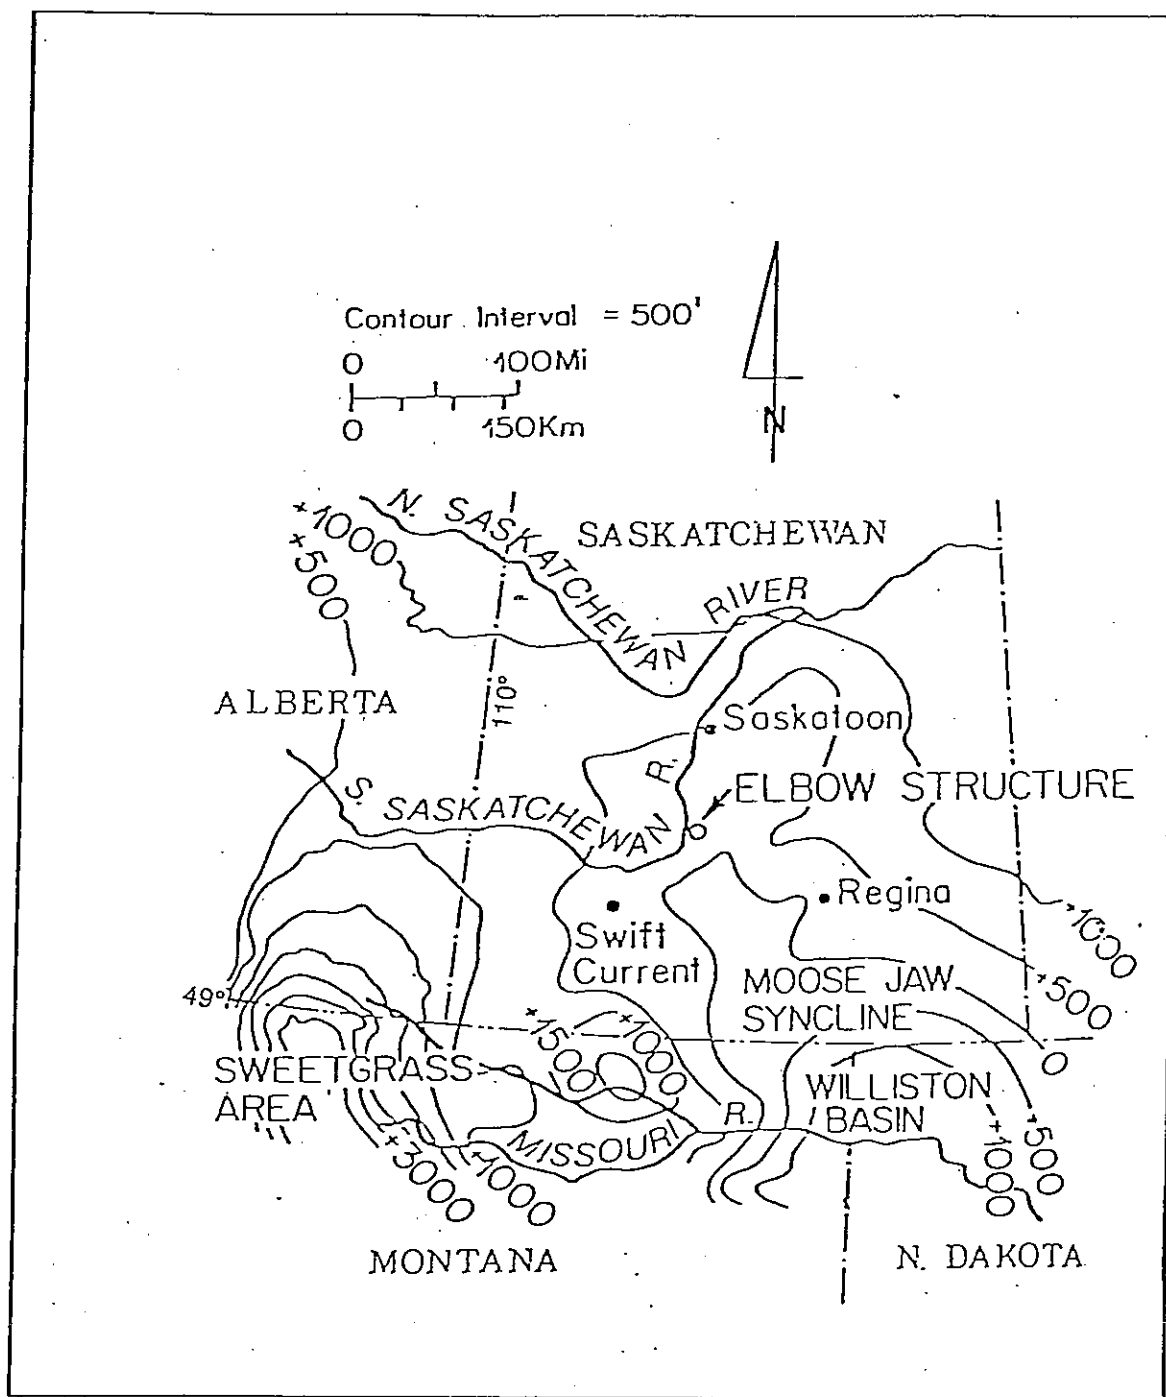 Contour Interval = 500'
0 100Mi
0 150Km
N
+1000
+500
N. SASKATCHEWAN RIVER
SASKATCHEWAN
ALBERTA
110°
Saskatoon
S. SASKATCHEWAN R.
ELBOW STRUCTURE
Regina
Swift
Current
+1000
+500
0
49°
MOOSE JAW
SYNCLINE
+1500
+1000
SWEETGRASS
AREA
WILLISTON
BASIN
MISSOURI R.
+3000
+1000
+1000
+500
MONTANA
N. DAKOTA